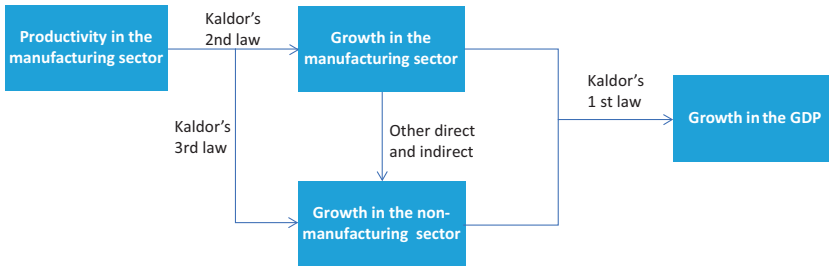 Productivity in the
manufacturing sector
Kaldor's
2nd law
Growth in the
manufacturing sector
Kaldor's
3rd law
Other direct
and indirect
Kaldor's
1 st law
Growth in the GDP
Growth in the non-
manufacturing sector